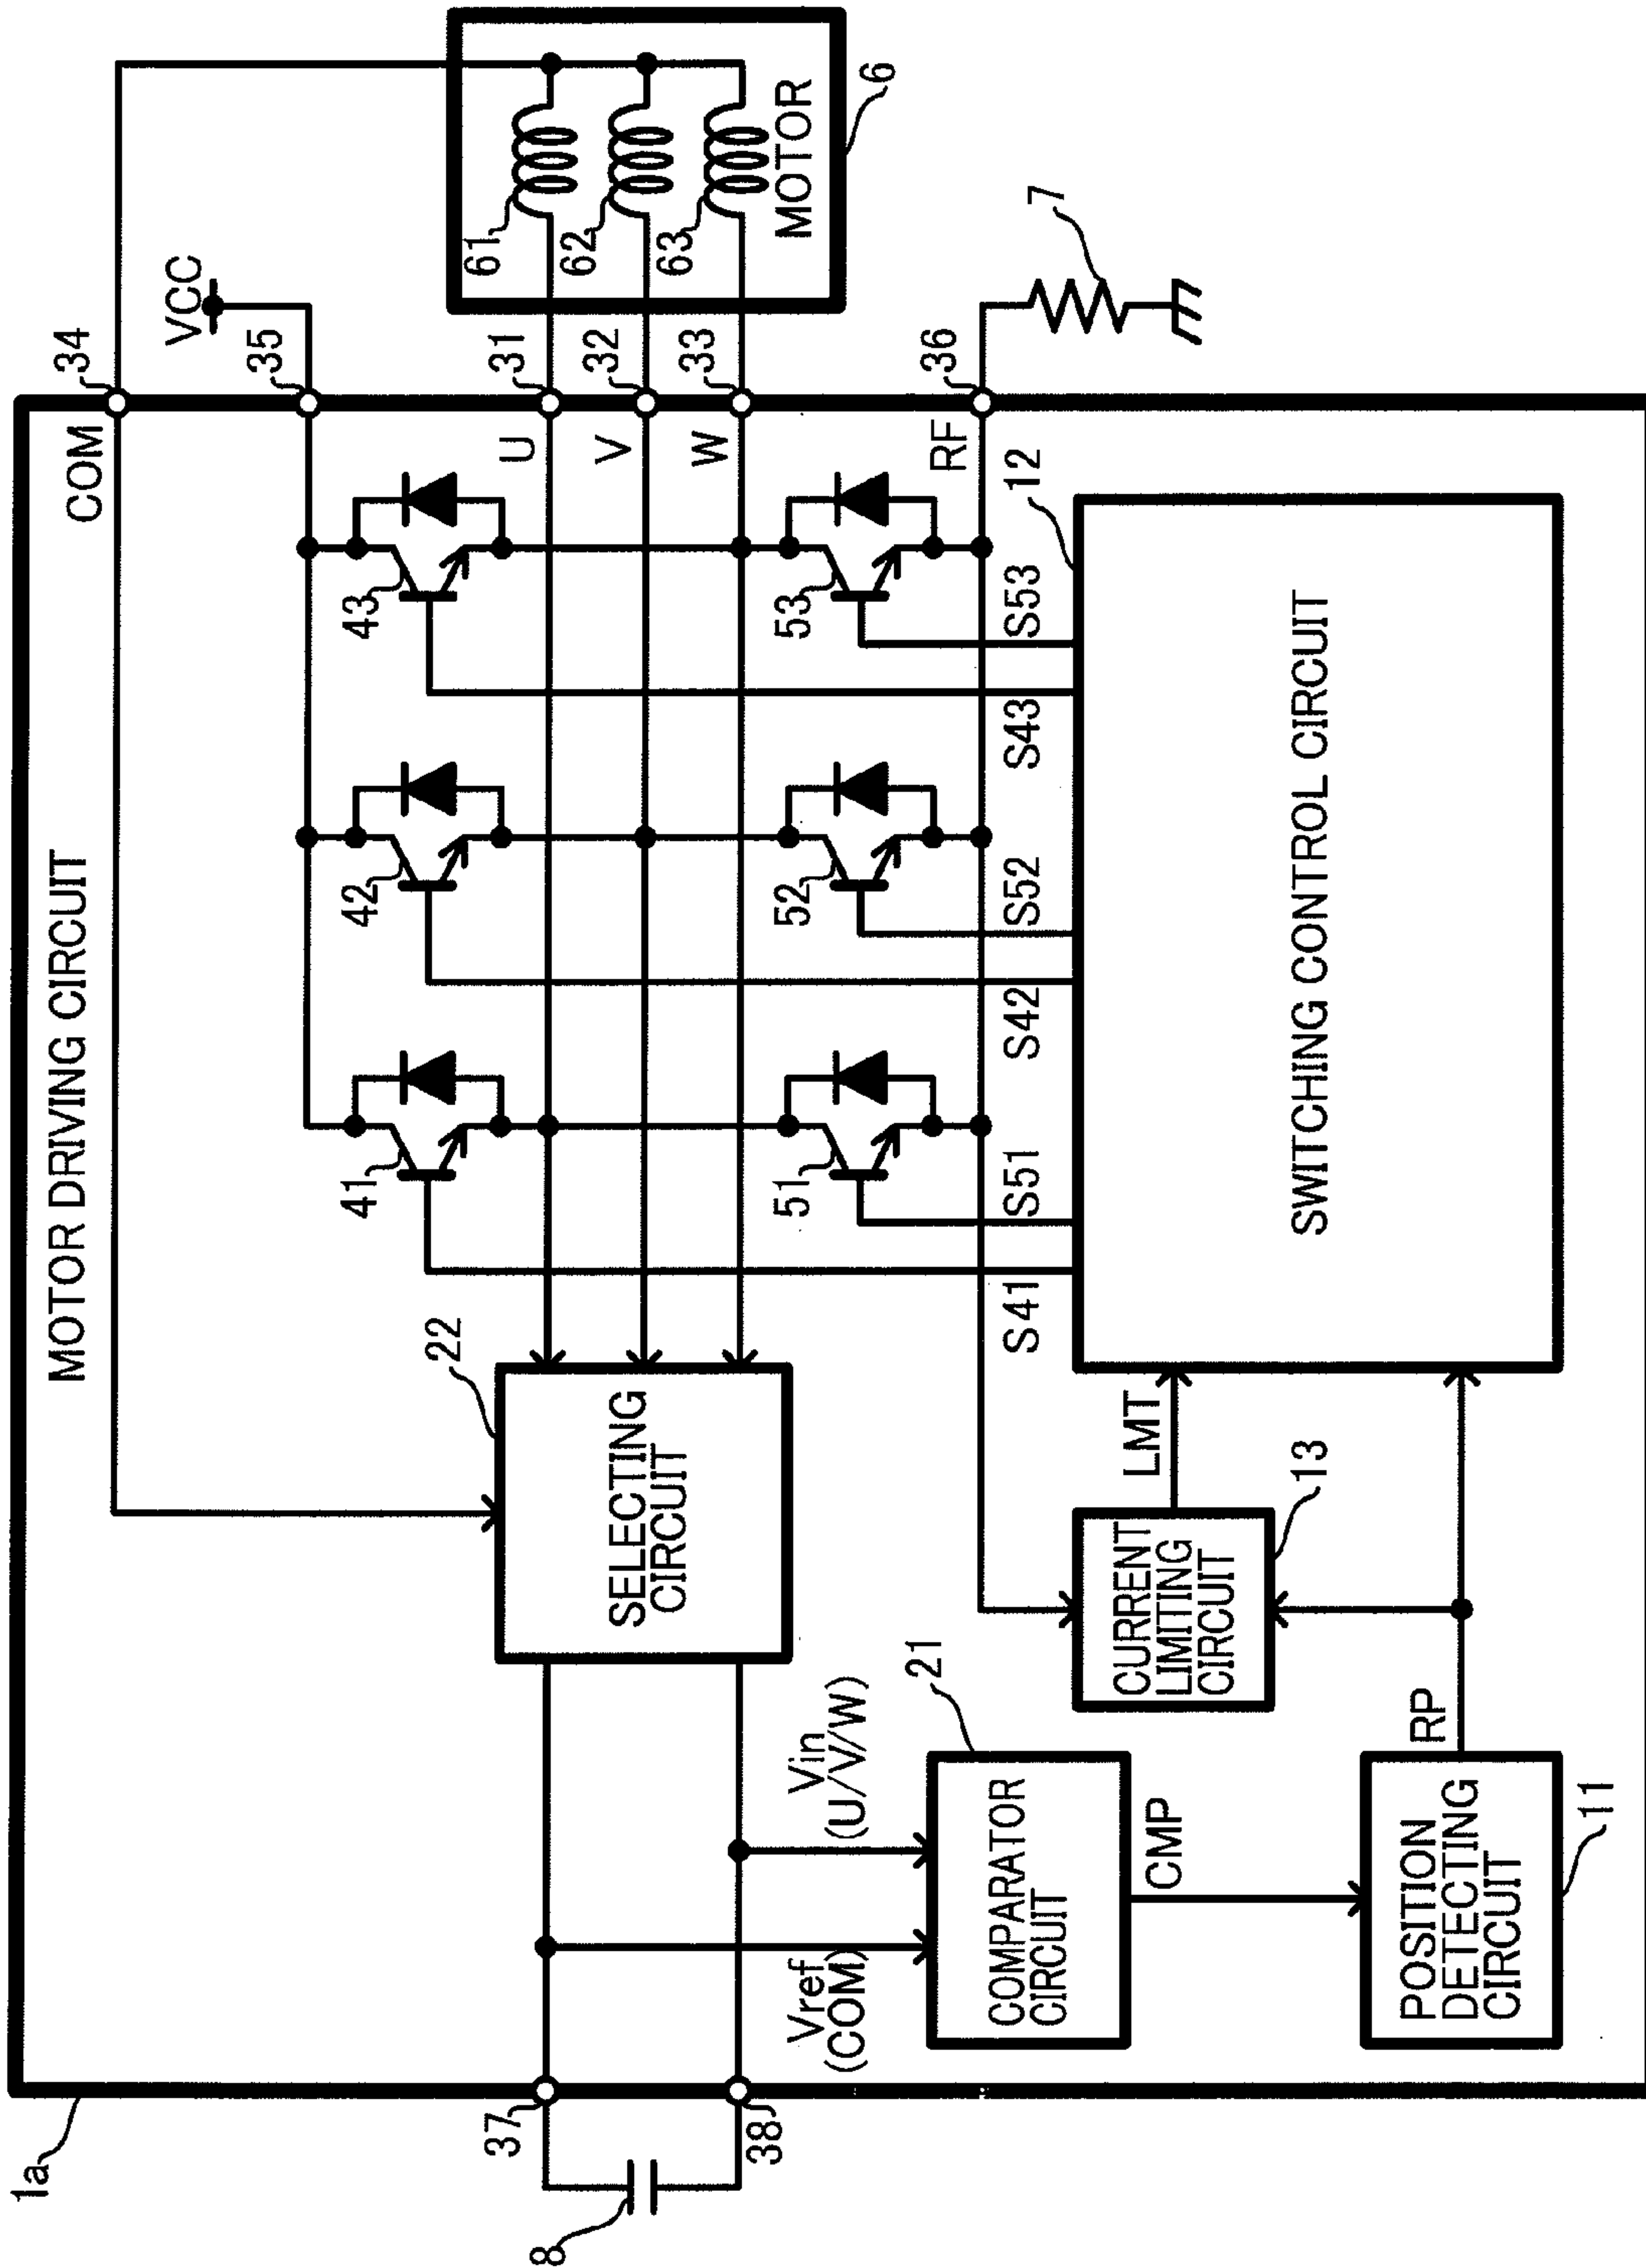 1a
MOTOR DRIVING CIRCUIT
COM
34
VCC
35
22
41
42
43
U
31
61
V
32
62
W
33
63
MOTOR
6
SELECTING
CIRCUIT
37
38
8
Vref
(COM)
Vin
(U/V/W)
51
52
53
RF
36
7
21
COMPARATOR
CIRCUIT
S41
S51
S42
S52
S43
S53
12
CMP
CURRENT
LIMITING
CIRCUIT
LMT
13
SWITCHING CONTROL CIRCUIT
POSITION
DETECTING
CIRCUIT
RP
11